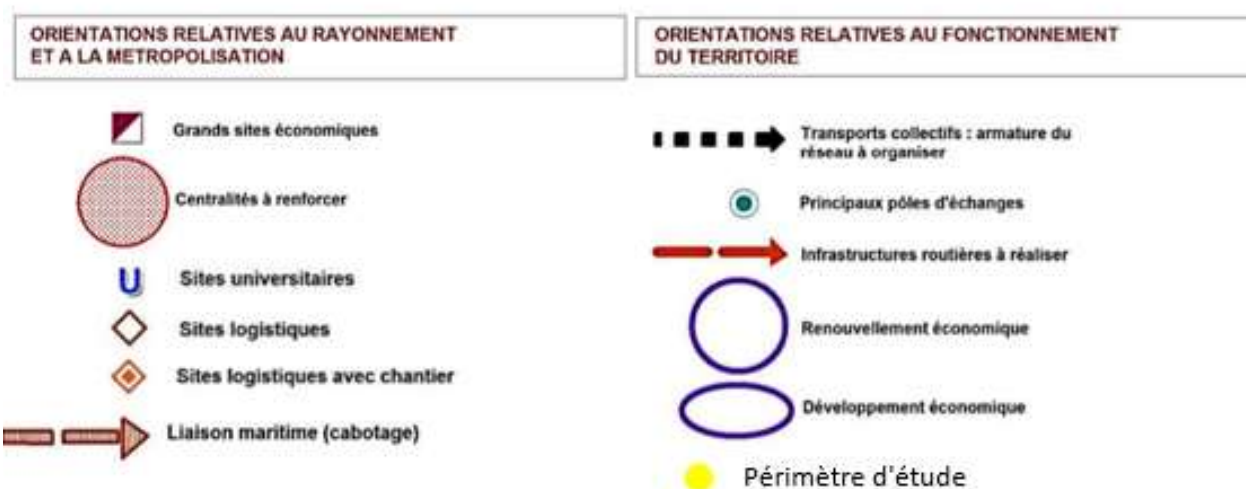 ORIENTATIONS RELATIVES AU RAYONNEMENT
ET A LA METROPOLISATION
Grands sites économiques
Centralités à renforcer
U
Sites universitaires
Sites logistiques
Sites logistiques avec chantier
Liaison maritime (cabotage)
ORIENTATIONS RELATIVES AU FONCTIONNEMENT
DU TERRITOIRE
Transports collectifs : armature du
réseau à organiser
Principaux pôles d'échanges
Infrastructures routières à réaliser
Renouvellement économique
Développement économique
Périmètre d'étude